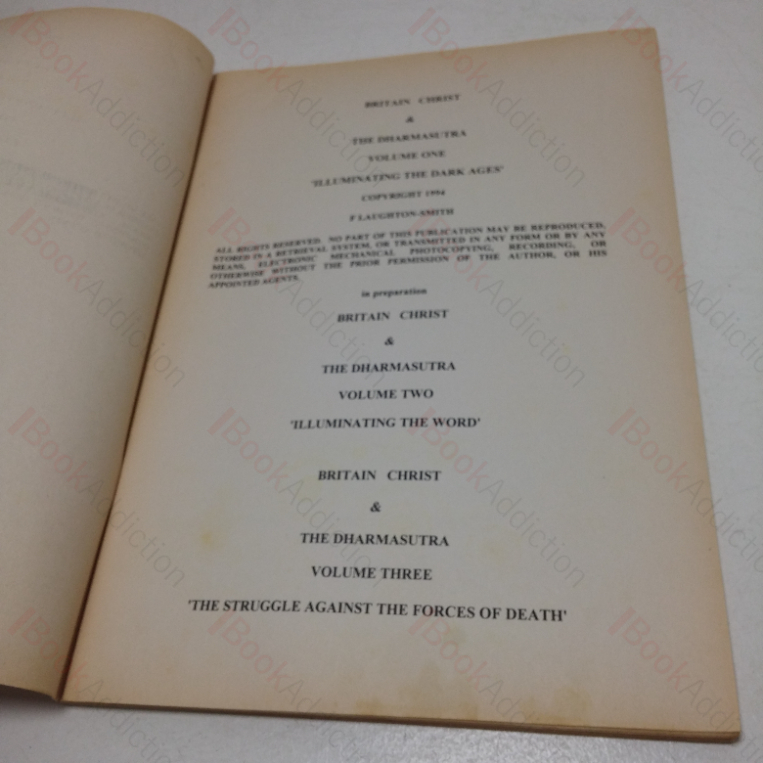 BRITAIN CHRIST
&
THE DHARMASUTRA
VOLUME ONE
'ILLUMINATING THE DARK AGES'
COPYRIGHT 1994
F LAUGHTON-SMITH
ALL RIGHTS RESERVED. NO PART OF THIS PUBLICATION MAY BE REPRODUCED,
STORED IN A RETRIEVAL SYSTEM, OR TRANSMITTED IN ANY FORM OR BY ANY
MEANS, ELECTRONIC MECHANICAL PHOTOCOPYING, RECORDING, OR
OTHERWISE WITHOUT THE PRIOR PERMISSION OF THE AUTHOR, OR HIS
APPOINTED AGENTS.
in preparation
BRITAIN CHRIST
&
THE DHARMASUTRA
VOLUME TWO
'ILLUMINATING THE WORD'
BRITAIN CHRIST
&
THE DHARMASUTRA
VOLUME THREE
'THE STRUGGLE AGAINST THE FORCES OF DEATH'
BookAddiction